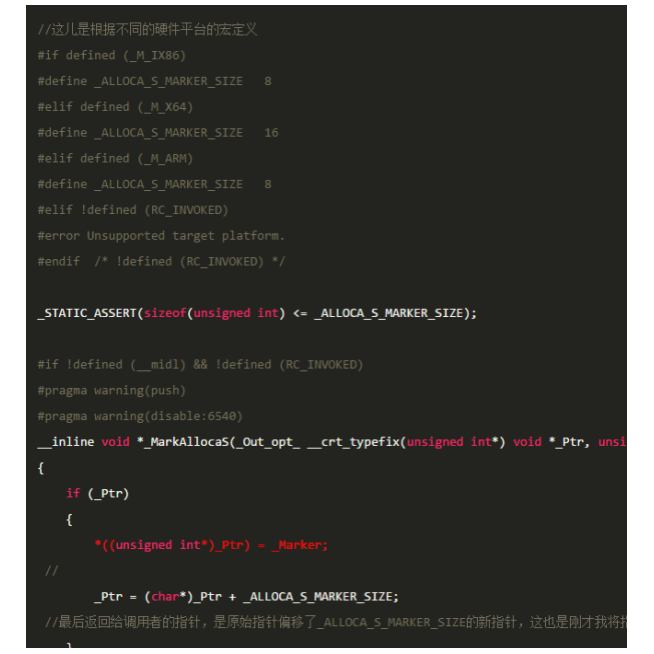 //这儿是根据不同的硬件平台的宏定义
#if defined (_M_IX86)
#define _ALLOCA_S_MARKER_SIZE   8
#elif defined (_M_X64)
#define _ALLOCA_S_MARKER_SIZE   16
#elif defined (_M_ARM)
#define _ALLOCA_S_MARKER_SIZE   8
#elif !defined (RC_INVOKED)
#error Unsupported target platform.
#endif  /* !defined (RC_INVOKED) */
_STATIC_ASSERT(sizeof(unsigned int) <= _ALLOCA_S_MARKER_SIZE);
#if !defined (__midl) && !defined (RC_INVOKED)
#pragma warning(push)
#pragma warning(disable:6540)
__inline void *_MarkAllocaS(_Out_opt_ __crt_typefix(unsigned int*) void *_Ptr, unsi
{
    if (_Ptr)
    {
        *((unsigned int*)_Ptr) = _Marker;
 //
        _Ptr = (char*)_Ptr + _ALLOCA_S_MARKER_SIZE;
 //最后返回给调用者的指针，是原始指针偏移了_ALLOCA_S_MARKER_SIZE的新指针，这也是刚才我将
    }